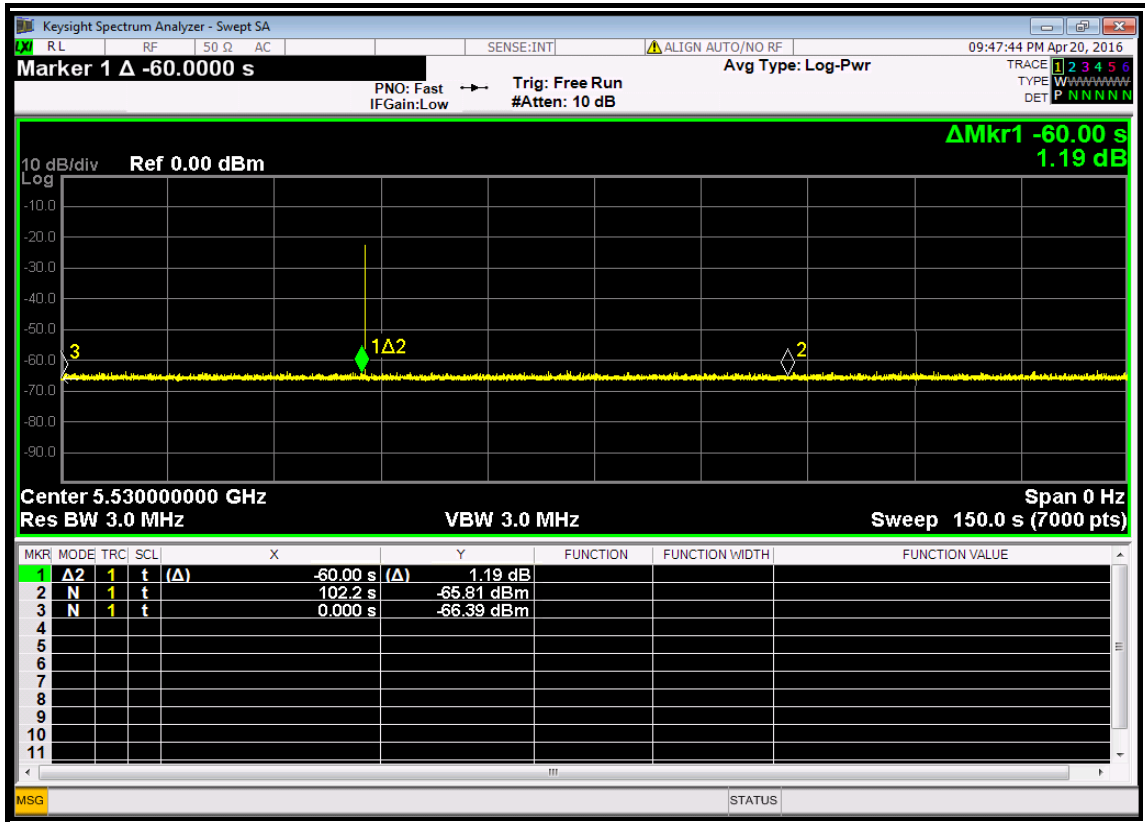 Keysight Spectrum Analyzer - Swept SA
LXI RL RF 50 Ω AC SENSE:INT ALIGN AUTO/NO RF 09:47:44 PM Apr 20, 2016
Marker 1 Δ -60.0000 s
PNO: Fast
IFGain:Low
Trig: Free Run
#Atten: 10 dB
Avg Type: Log-Pwr
TRACE 1 2 3 4 5 6
TYPE WWWWWW
DET P N N N N N
ΔMkr1 -60.00 s
1.19 dB
10 dB/div Ref 0.00 dBm
Log
-10.0
-20.0
-30.0
-40.0
-50.0
-60.0
-70.0
-80.0
-90.0
3
1Δ2
2
Center 5.530000000 GHz Span 0 Hz
Res BW 3.0 MHz VBW 3.0 MHz Sweep 150.0 s (7000 pts)
MKR MODE TRC SCL X Y FUNCTION FUNCTION WIDTH FUNCTION VALUE
1 Δ2 1 t (Δ) -60.00 s (Δ) 1.19 dB
2 N 1 t 102.2 s -65.81 dBm
3 N 1 t 0.000 s -66.39 dBm
4
5
6
7
8
9
10
11
MSG STATUS